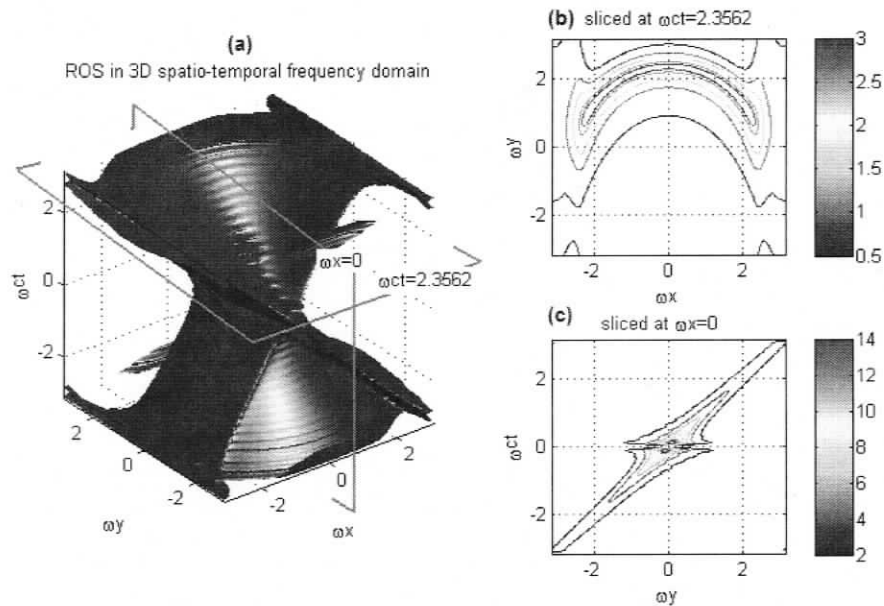 (a)
ROS in 3D spatio-temporal frequency domain
2
0
-2
ωct
2
0
-2
ωy
-2
0
2
ωx
ωx=0
ωct=2.3562
(b) sliced at ωct=2.3562
2
0
-2
ωy
-2 0 2
ωx
3
2.5
2
1.5
1
0.5
(c) sliced at ωx=0
2
0
-2
ωct
-2 0 2
ωy
14
12
10
8
6
4
2